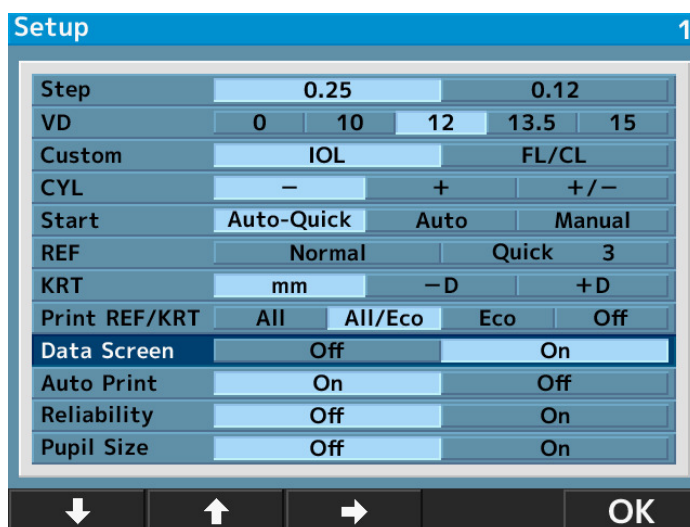 Setup 1
Step 0.25 0.12
VD 0 10 12 13.5 15
Custom IOL FL/CL
CYL − + +/−
Start Auto-Quick Auto Manual
REF Normal Quick 3
KRT mm −D +D
Print REF/KRT All All/Eco Eco Off
Data Screen Off On
Auto Print On Off
Reliability Off On
Pupil Size Off On
OK